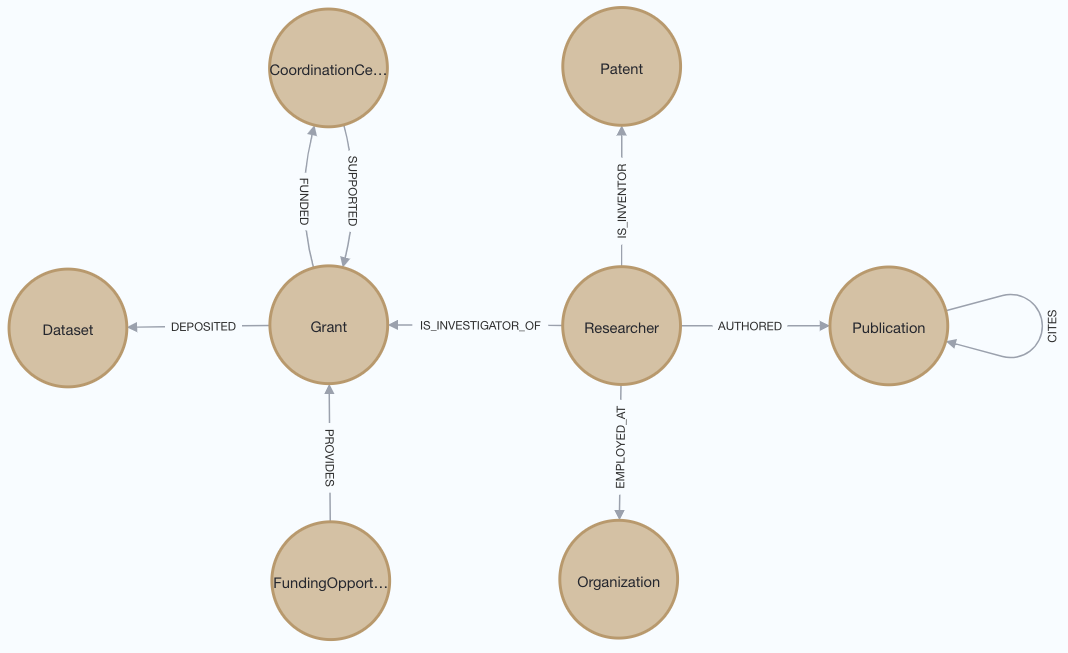 CoordinationCe…
Patent
FUNDED
SUPPORTED
IS_INVENTOR
Dataset
DEPOSITED
Grant
IS_INVESTIGATOR_OF
Researcher
AUTHORED
Publication
CITES
PROVIDES
EMPLOYED_AT
FundingOpport…
Organization